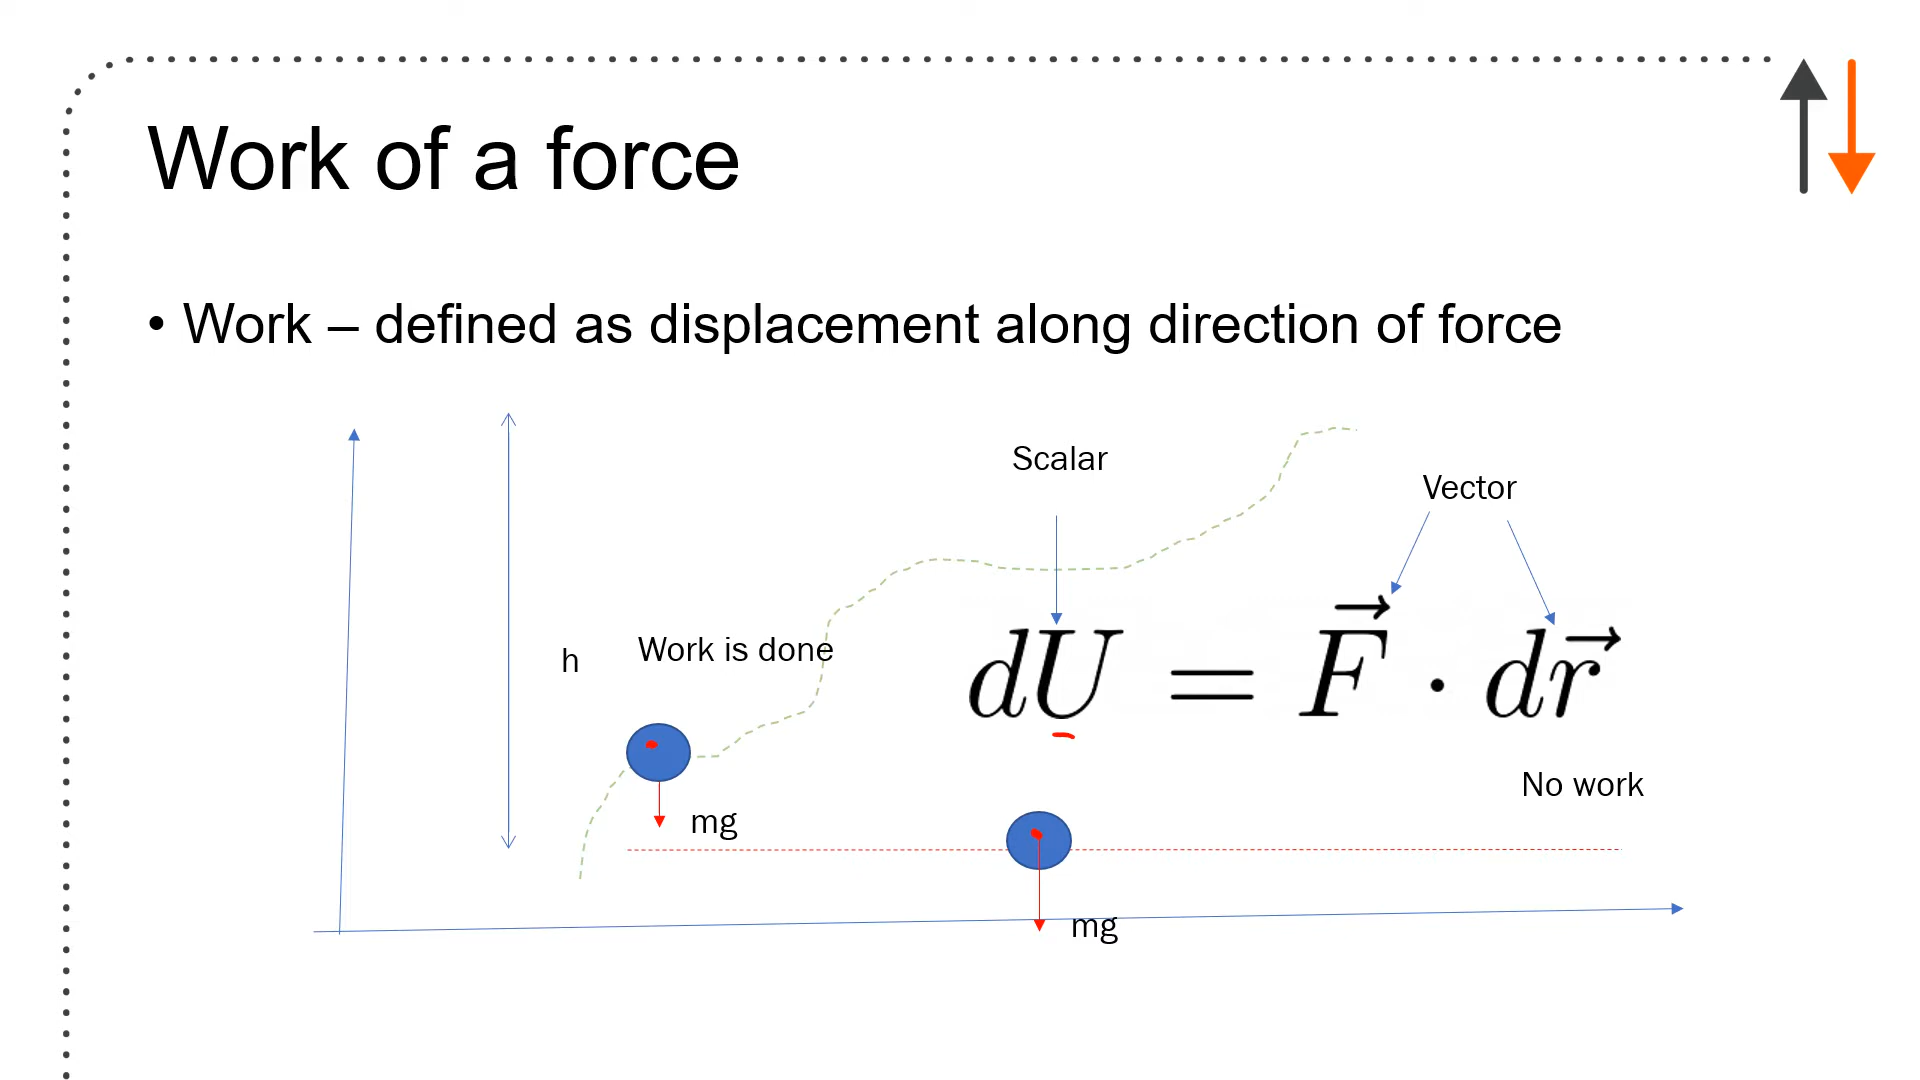 Work of a force
• Work – defined as displacement along direction of force
Scalar
Vector
h
Work is done
dU = F⃗ · dr⃗
No work
mg
mg